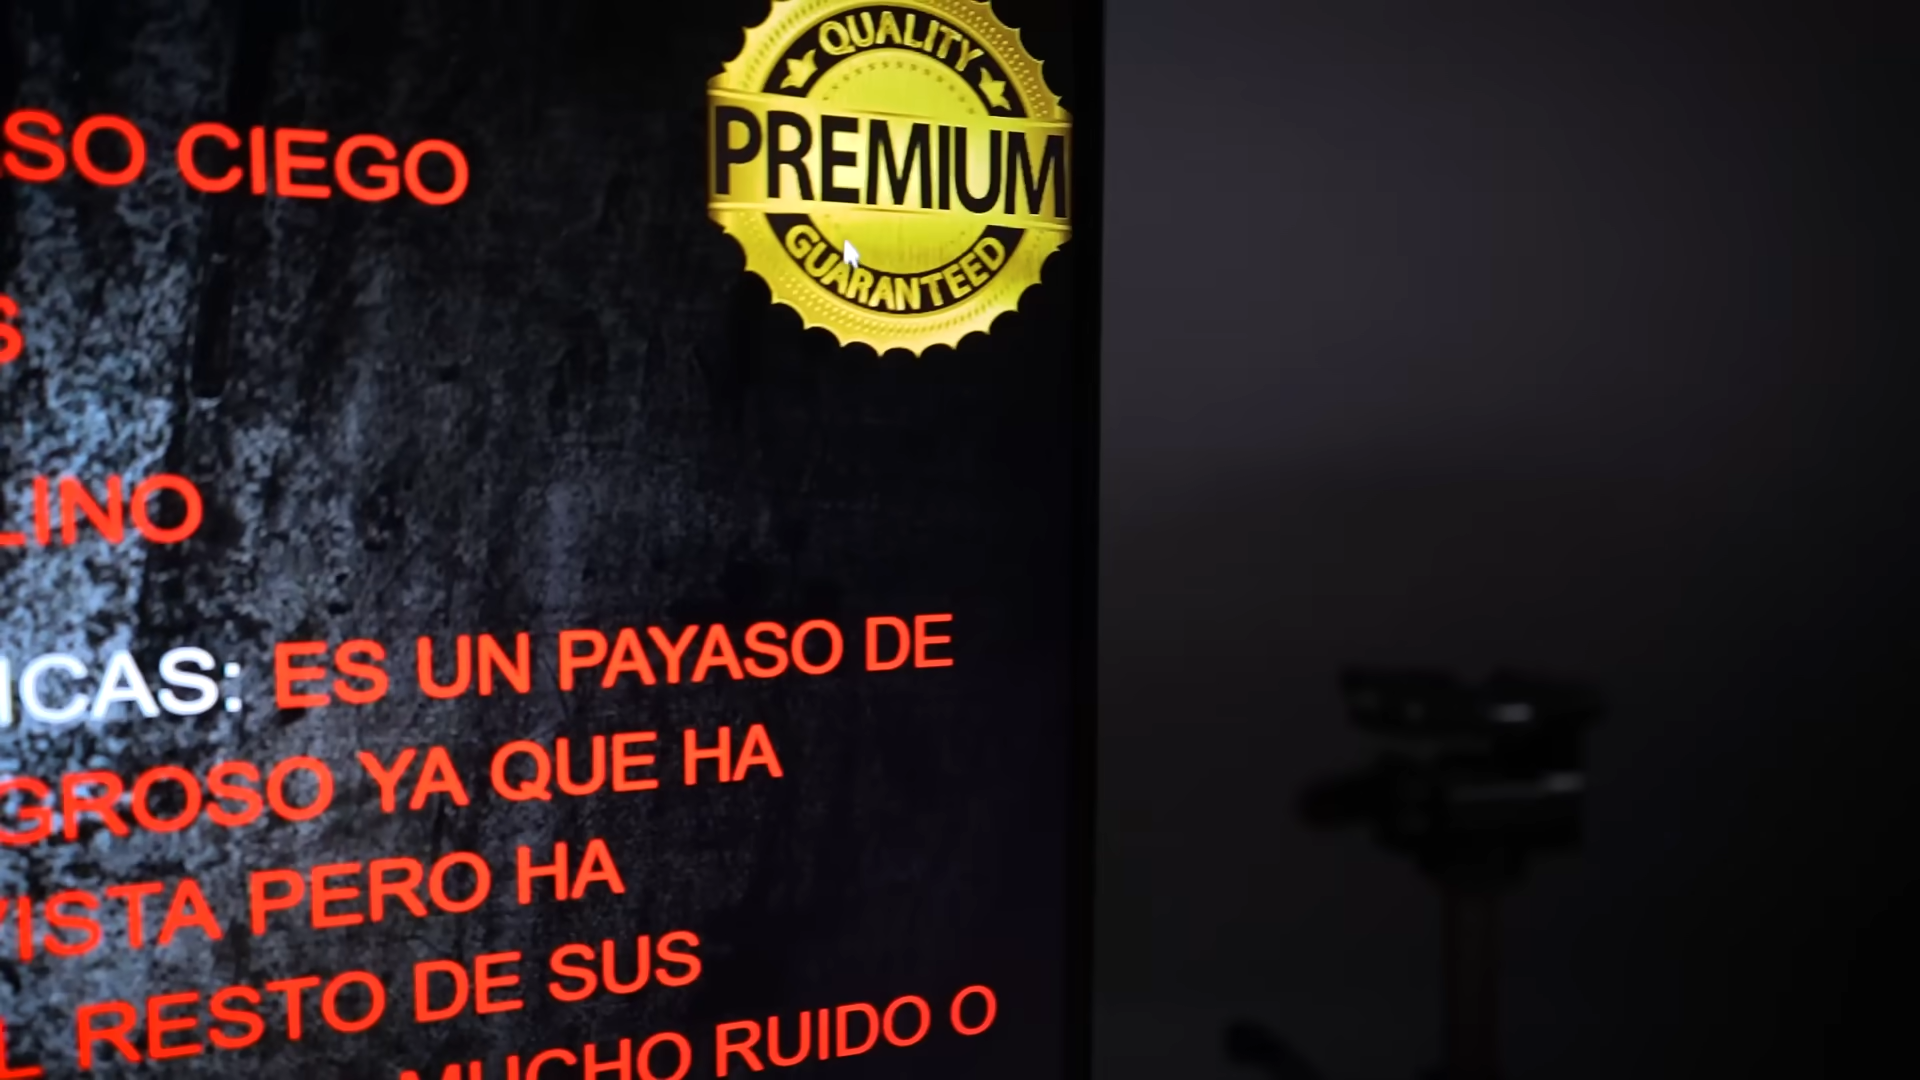 QUALITY
PREMIUM
GUARANTEED
SO CIEGO
S
LINO
ICAS: ES UN PAYASO DE
GROSO YA QUE HA
VISTA PERO HA
L RESTO DE SUS
MUCHO RUIDO O